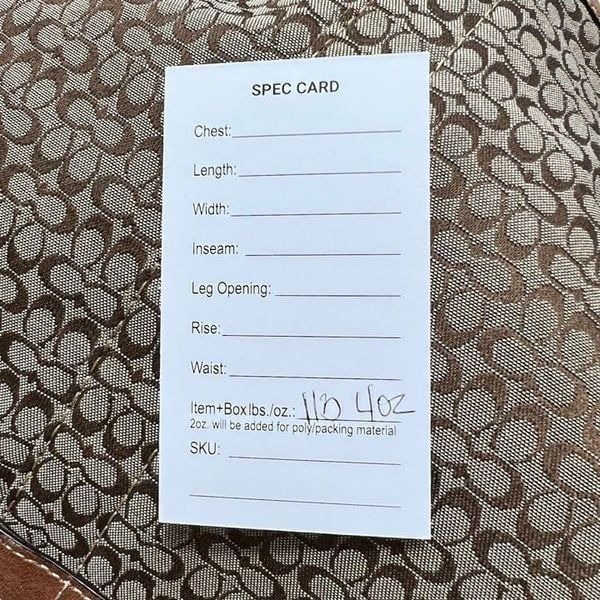 SPEC CARD
Chest:
Length:
Width:
Inseam:
Leg Opening:
Rise:
Waist:
Item+Box lbs./oz.: 1lb 4oz
2oz. will be added for poly/packing material
SKU: